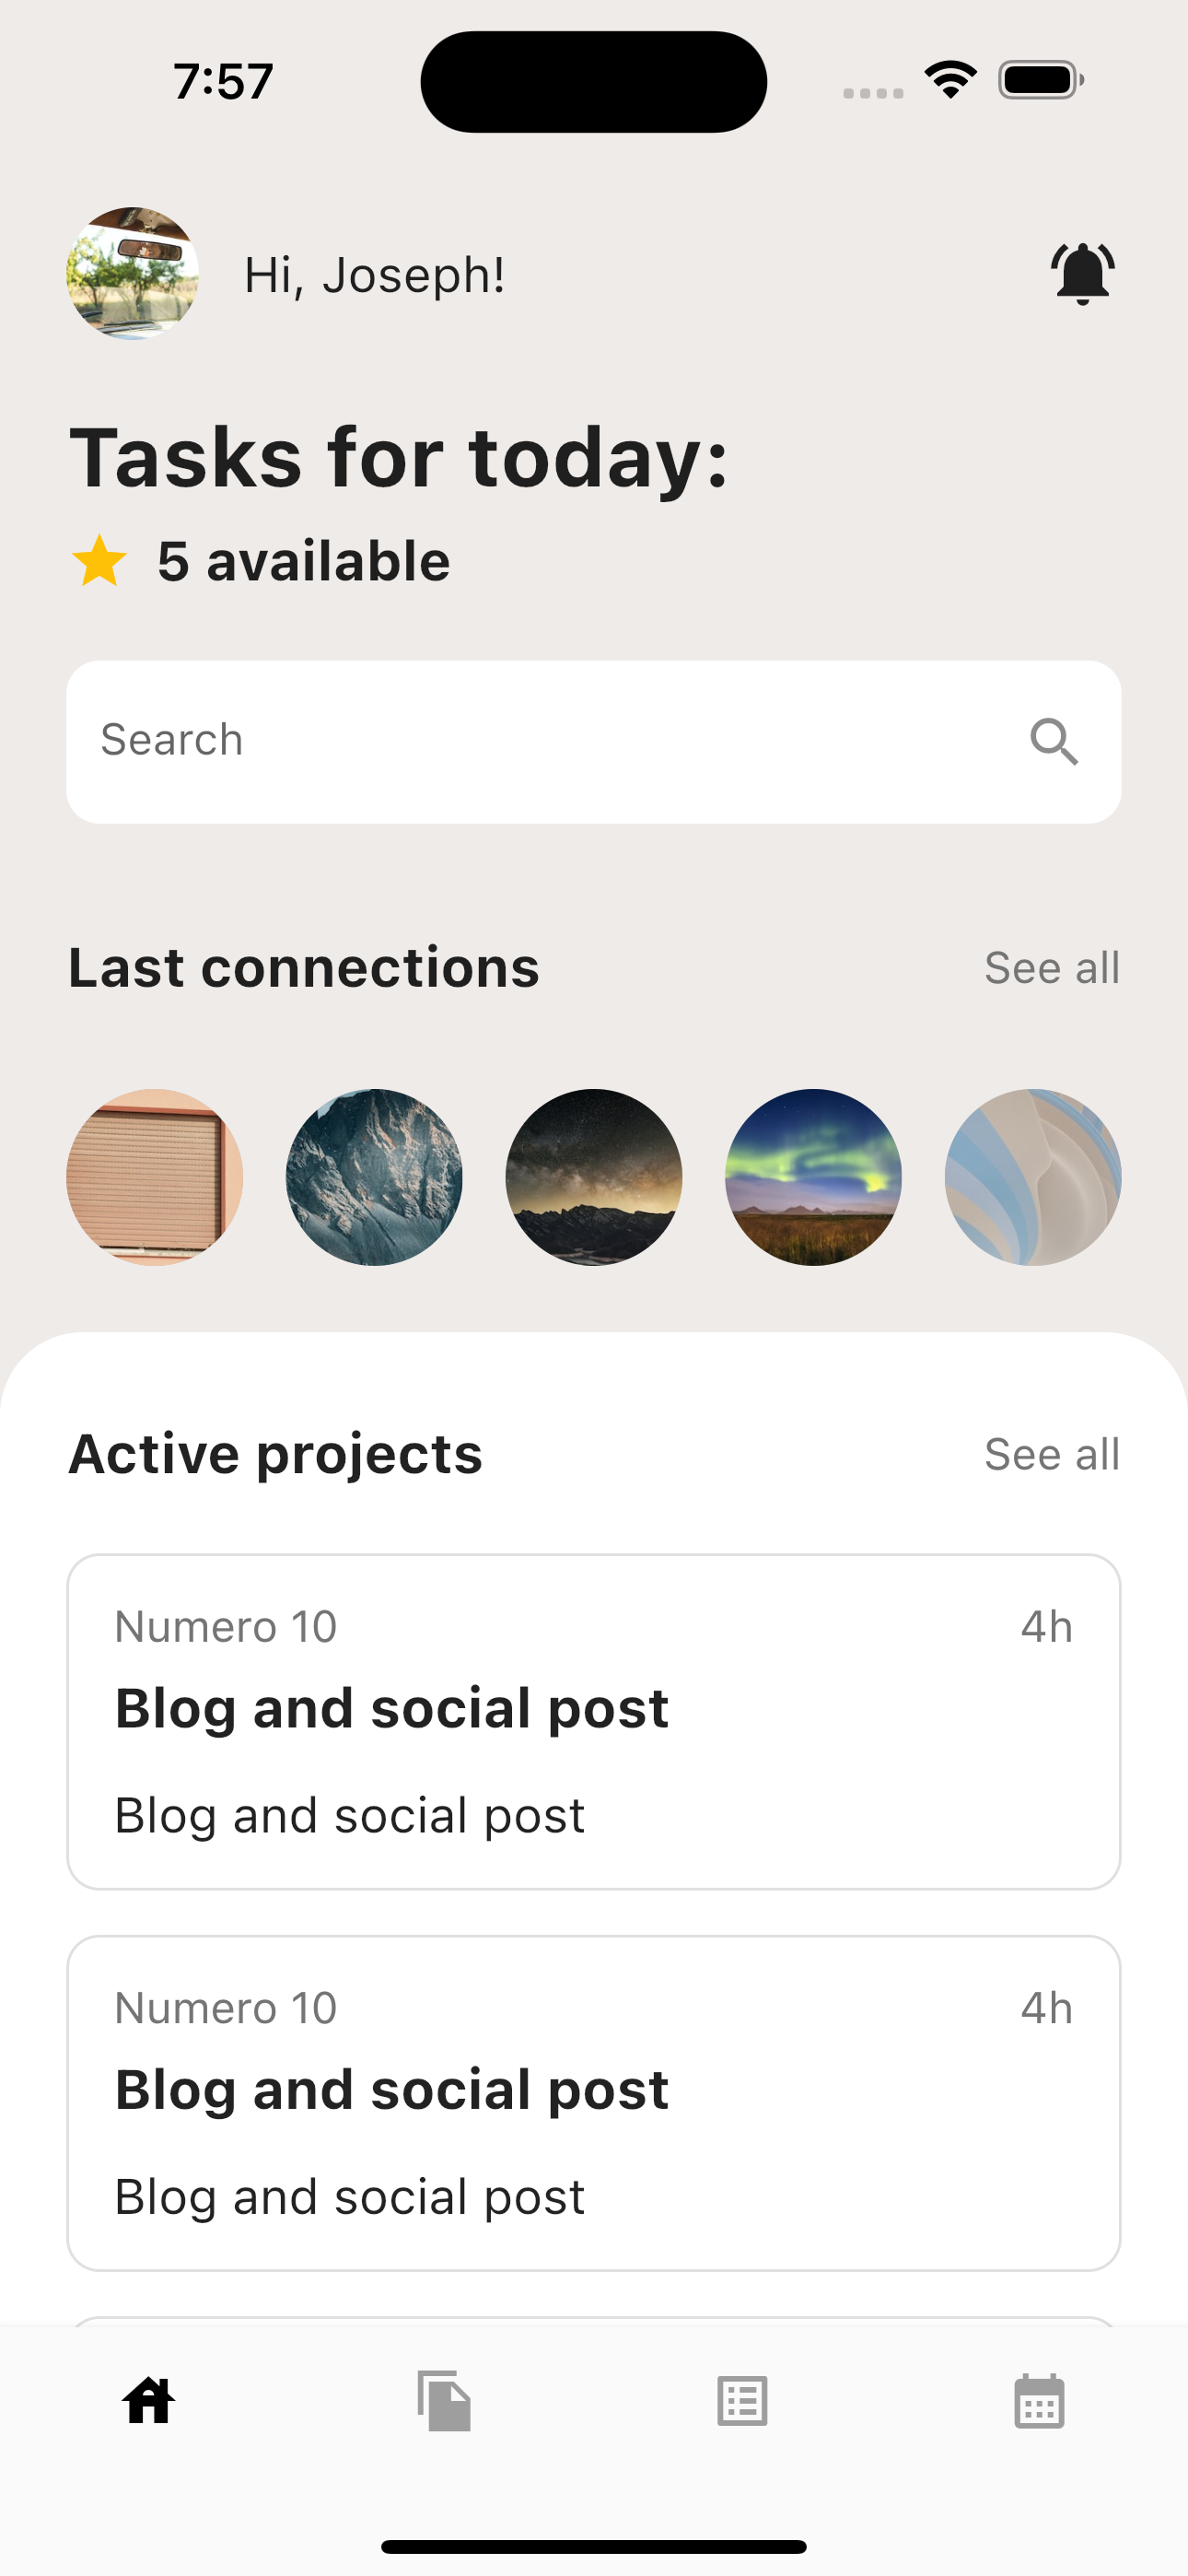 7:57
Hi, Joseph!
Tasks for today:
5 available
Search
Last connections
See all
Active projects
See all
Numero 10
4h
Blog and social post
Blog and social post
Numero 10
4h
Blog and social post
Blog and social post